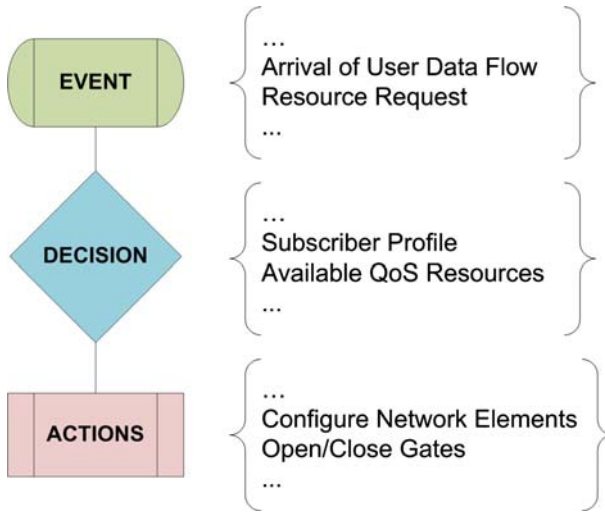 EVENT
…
Arrival of User Data Flow
Resource Request
...
DECISION
…
Subscriber Profile
Available QoS Resources
...
ACTIONS
…
Configure Network Elements
Open/Close Gates
...